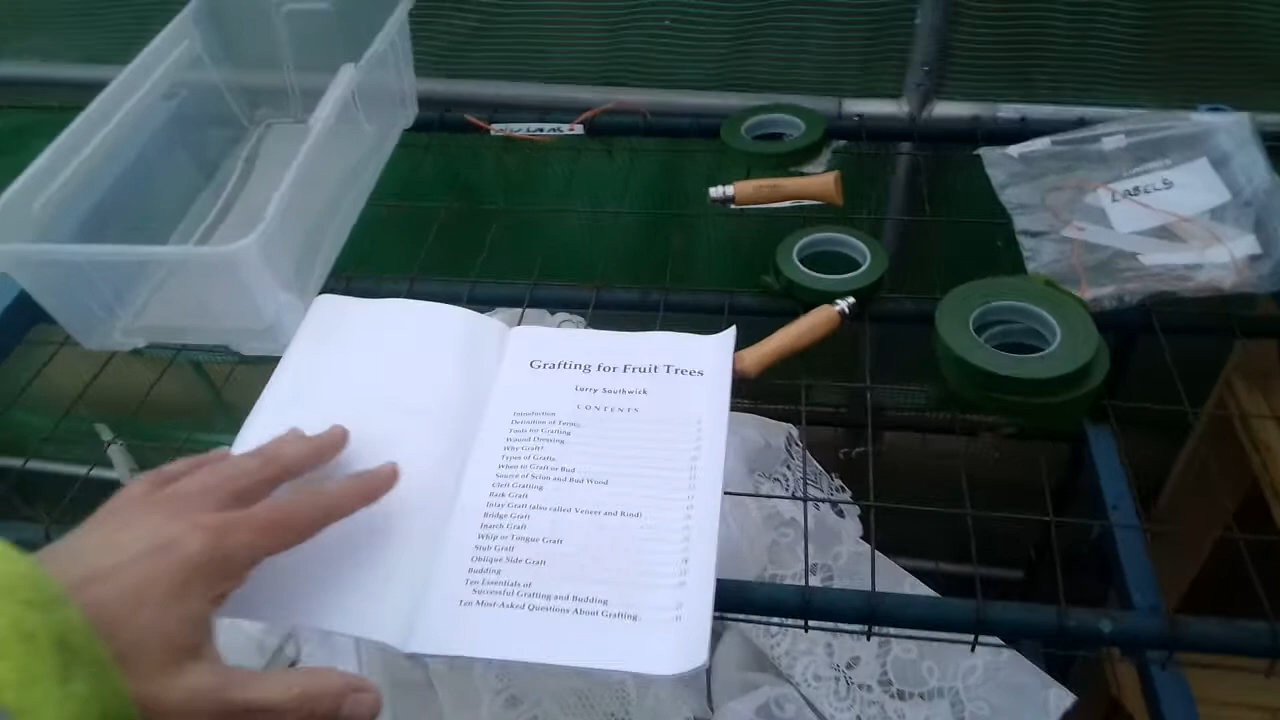 LABELS
Grafting for Fruit Trees
Larry Southwick
CONTENTS
Introduction
Definition of Terms
Tools for Grafting
Wound Dressing
Why Graft?
Types of Grafts
When to Graft or Bud
Source of Scion and Bud Wood
Cleft Grafting
Bark Graft
Inlay Graft (also called Veneer and Rind)
Bridge Graft
Inarch Graft
Whip or Tongue Graft
Stub Graft
Oblique Side Graft
Budding
Ten Essentials of
Successful Grafting and Budding
Ten Most-Asked Questions About Grafting